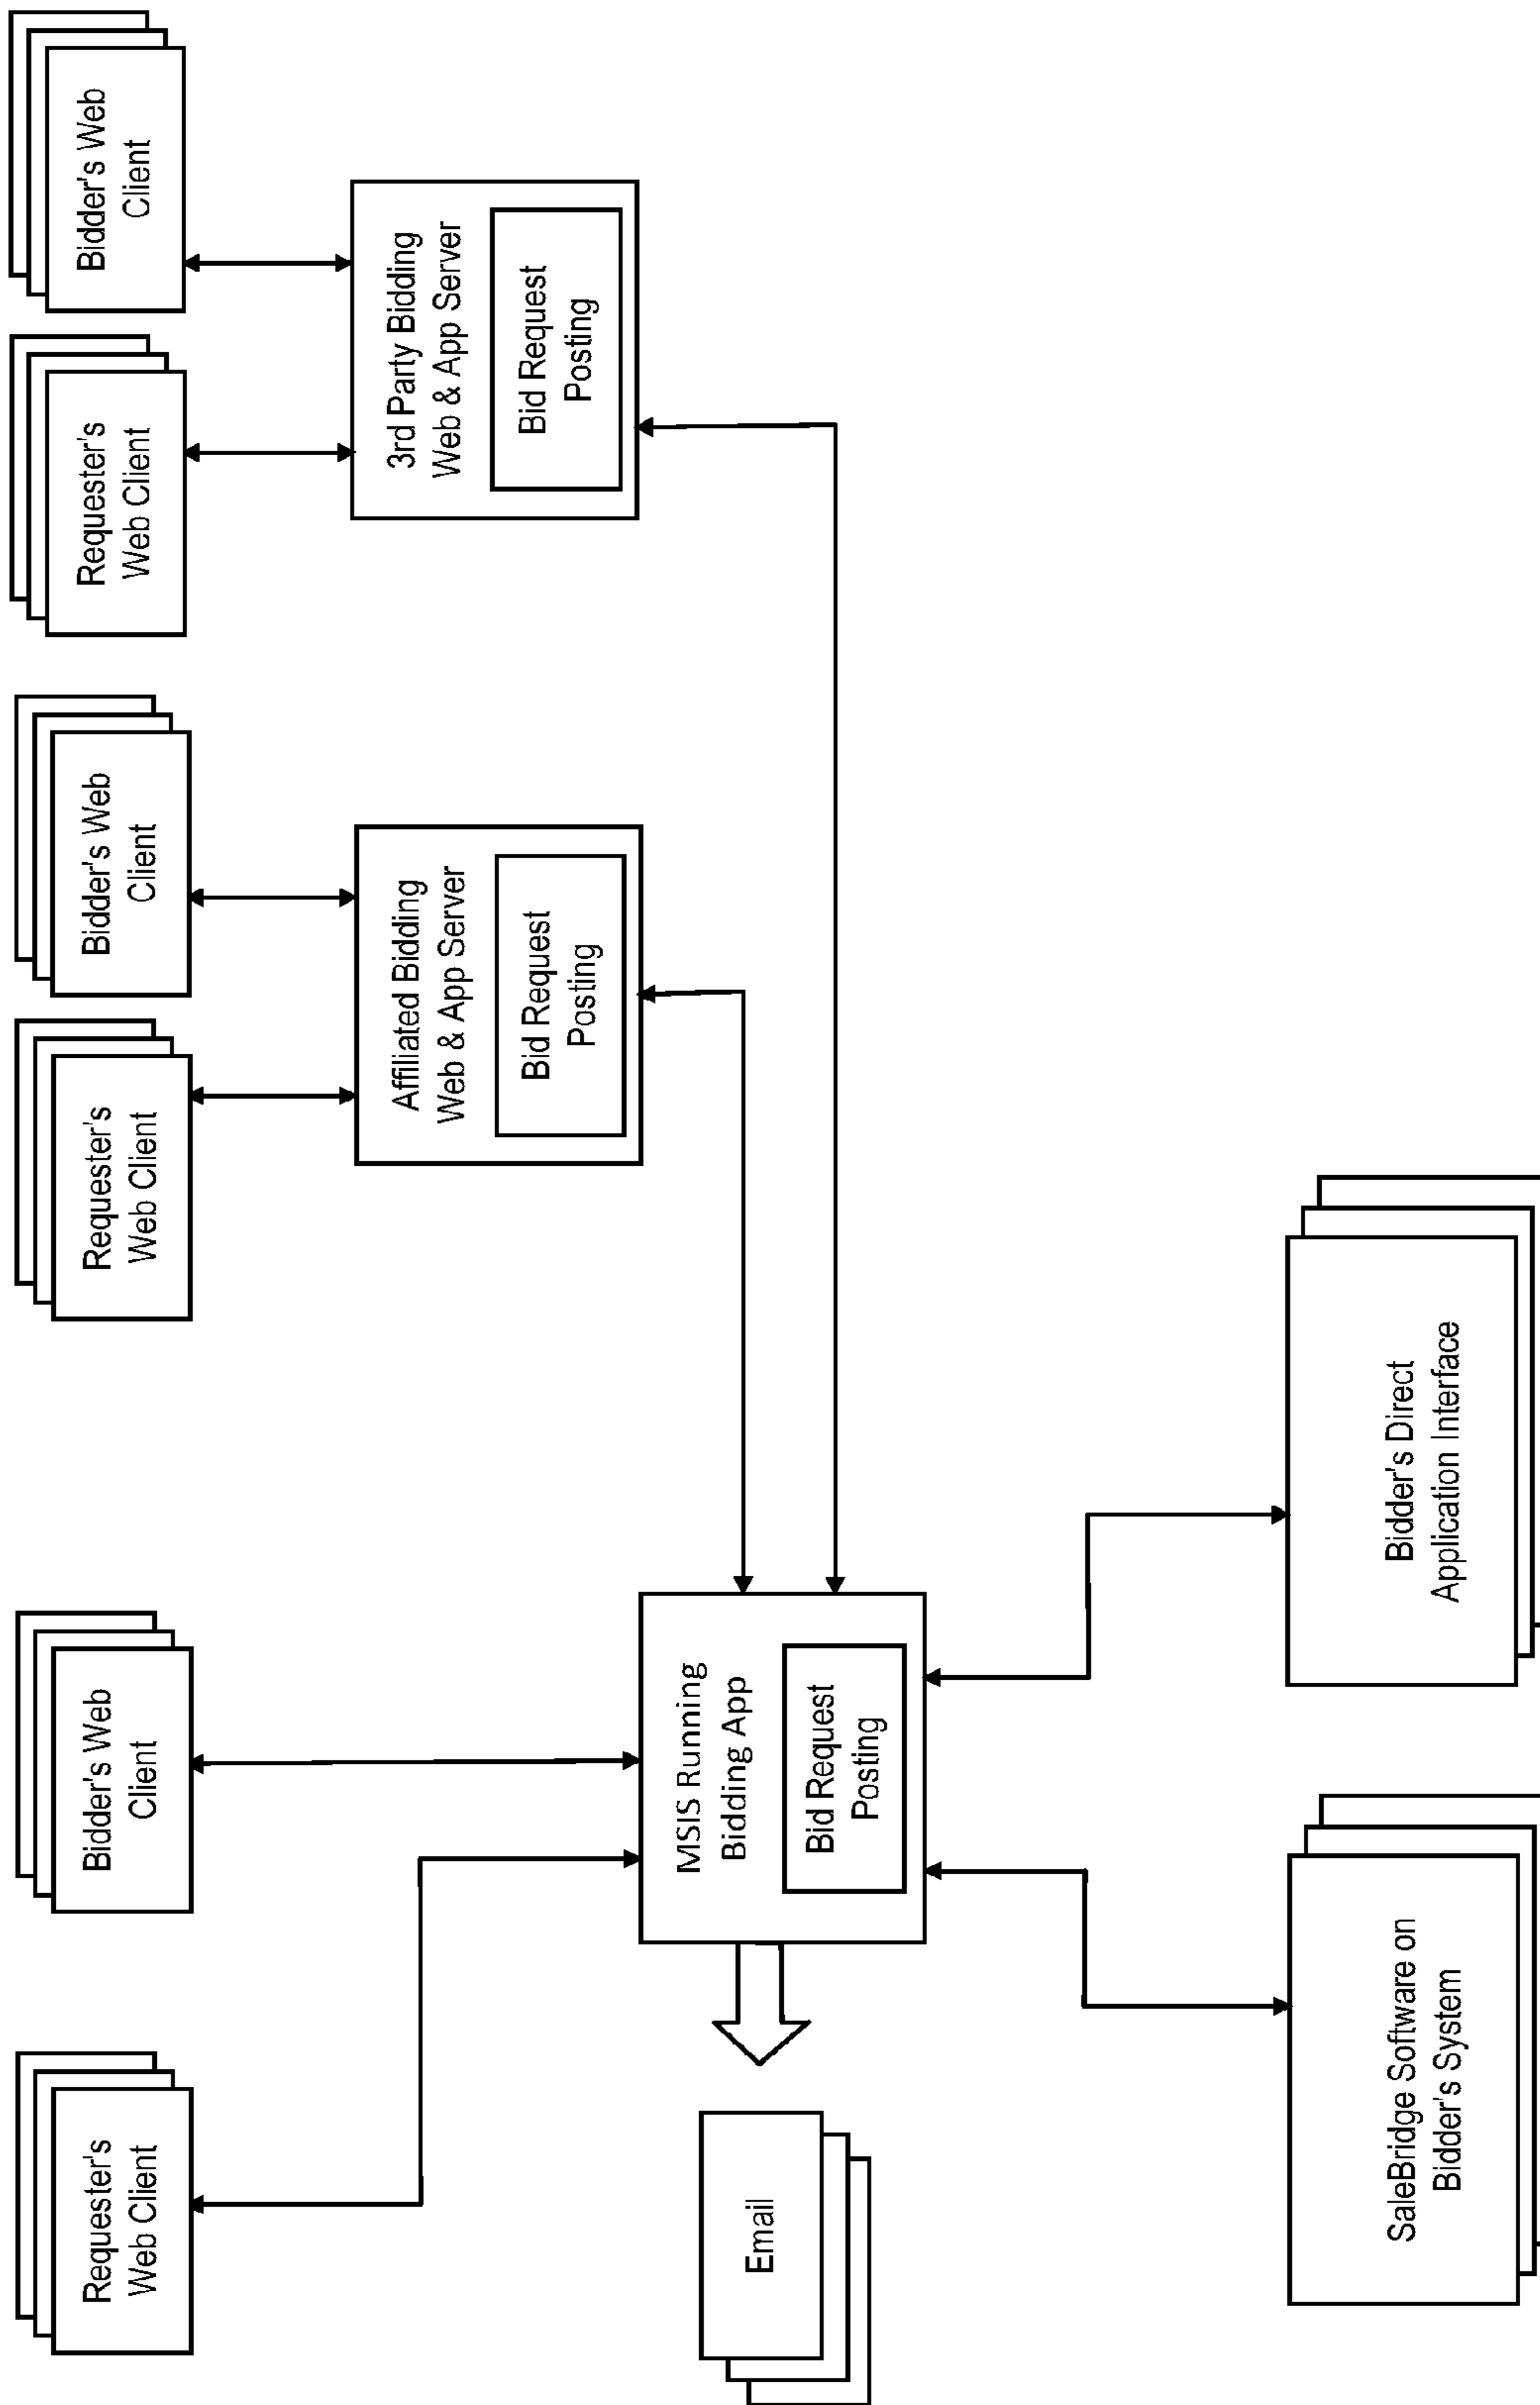 Requester's
Web Client
Bidder's Web
Client
Requester's
Web Client
Bidder's Web
Client
Requester's
Web Client
Bidder's Web
Client
Affiliated Bidding
Web & App Server
Bid Request
Posting
3rd Party Bidding
Web & App Server
Bid Request
Posting
Email
MSIS Running
Bidding App
Bid Request
Posting
SaleBridge Software on
Bidder's System
Bidder's Direct
Application Interface